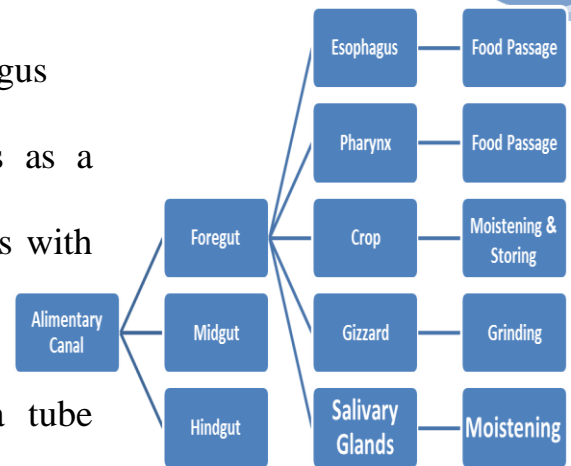 gus
s as a
s with
a tube
Alimentary
Canal
Foregut
Midgut
Hindgut
Esophagus
Food Passage
Pharynx
Food Passage
Crop
Moistening &
Storing
Gizzard
Grinding
Salivary
Glands
Moistening